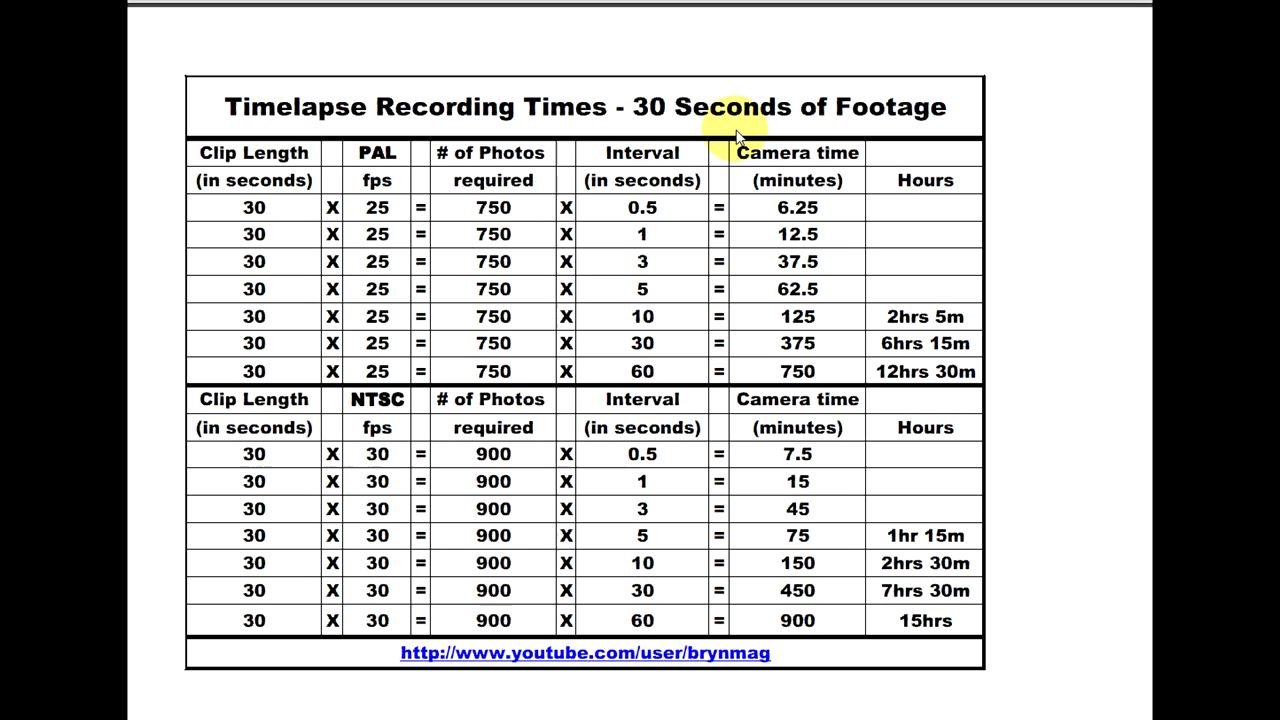 Timelapse Recording Times - 30 Seconds of Footage
Clip Length PAL # of Photos Interval Camera time
(in seconds) fps required (in seconds) (minutes) Hours
30 X 25 = 750 X 0.5 = 6.25
30 X 25 = 750 X 1 = 12.5
30 X 25 = 750 X 3 = 37.5
30 X 25 = 750 X 5 = 62.5
30 X 25 = 750 X 10 = 125 2hrs 5m
30 X 25 = 750 X 30 = 375 6hrs 15m
30 X 25 = 750 X 60 = 750 12hrs 30m
Clip Length NTSC # of Photos Interval Camera time
(in seconds) fps required (in seconds) (minutes) Hours
30 X 30 = 900 X 0.5 = 7.5
30 X 30 = 900 X 1 = 15
30 X 30 = 900 X 3 = 45
30 X 30 = 900 X 5 = 75 1hr 15m
30 X 30 = 900 X 10 = 150 2hrs 30m
30 X 30 = 900 X 30 = 450 7hrs 30m
30 X 30 = 900 X 60 = 900 15hrs
http://www.youtube.com/user/brynmag